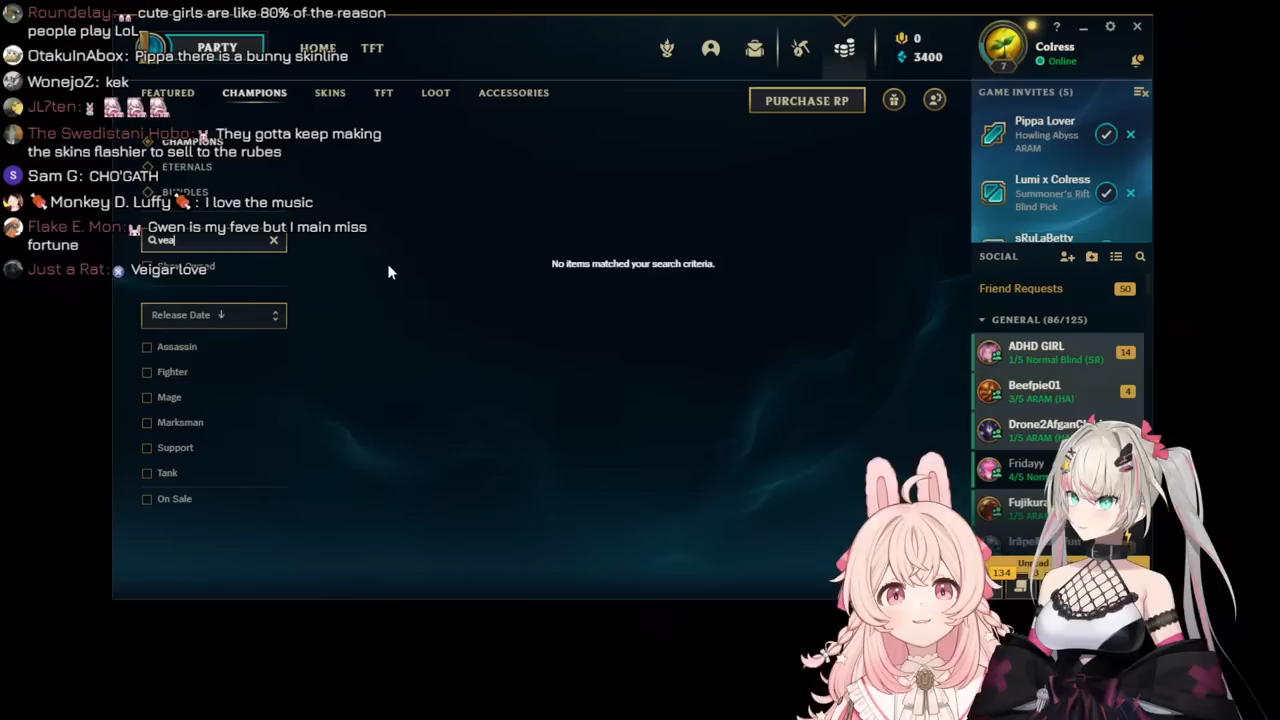 Roundelay: cute girls are like 80% of the reason
people play LoL
OtakuInAbox: Pippa there is a bunny skinline
WonejoZ: kek
JL7ten:
The Swedistani Hobo: They gotta keep making
the skins flashier to sell to the rubes
Sam G: CHO'GATH
Monkey D. Luffy : I love the music
Flake E. Mon: Gwen is my fave but I main miss
fortune
Just a Rat: Veigar love
PARTY
HOME
TFT
0
3400
7
Colress
Online
FEATURED
CHAMPIONS
SKINS
TFT
LOOT
ACCESSORIES
PURCHASE RP
CHAMPIONS
ETERNALS
BUNDLES
vea
Show Owned
Release Date
Assassin
Fighter
Mage
Marksman
Support
Tank
On Sale
No items matched your search criteria.
GAME INVITES (5)
Pippa Lover
Howling Abyss
ARAM
Lumi x Colress
Summoner's Rift
Blind Pick
sRuLaBetty
SOCIAL
Friend Requests
50
GENERAL (86/125)
ADHD GIRL
1/5 Normal Blind (SR)
14
Beefpie01
3/5 ARAM (HA)
4
1/5 ARAM
Fridayy
134